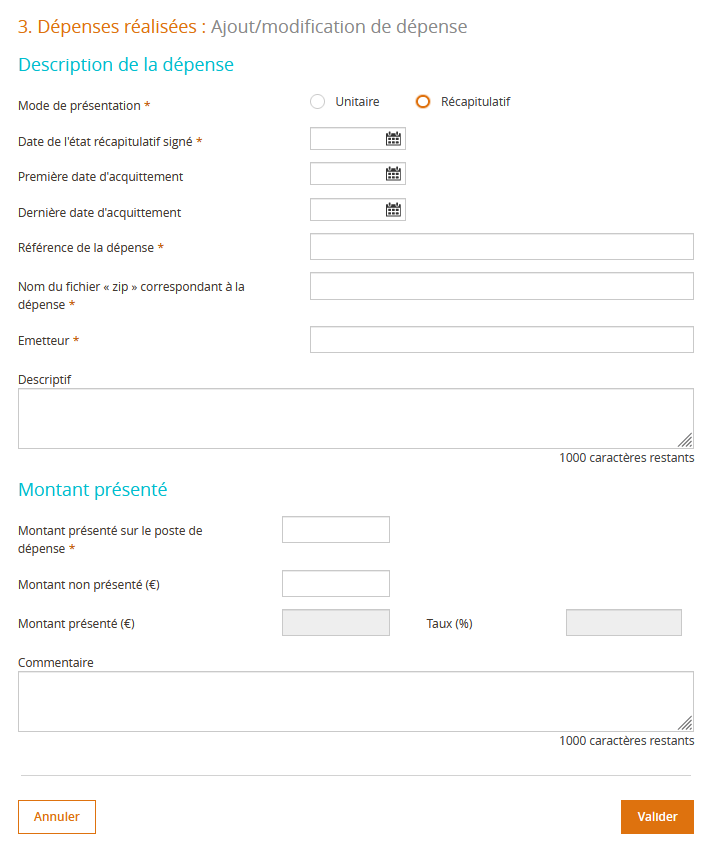 3. Dépenses réalisées : Ajout/modification de dépense
Description de la dépense
Mode de présentation * Unitaire Récapitulatif
Date de l'état récapitulatif signé *
Première date d'acquittement
Dernière date d'acquittement
Référence de la dépense *
Nom du fichier « zip » correspondant à la
dépense *
Emetteur *
Descriptif
1000 caractères restants
Montant présenté
Montant présenté sur le poste de
dépense *
Montant non présenté (€)
Montant présenté (€) Taux (%)
Commentaire
1000 caractères restants
Annuler Valider